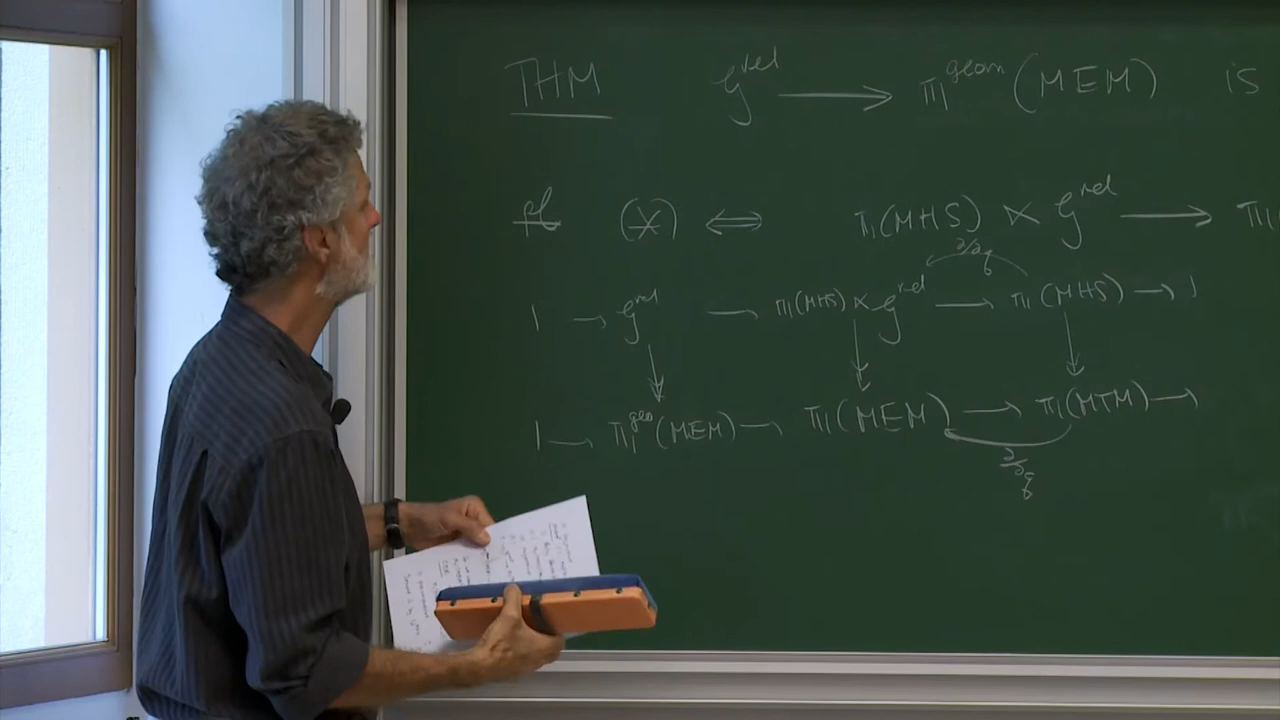 THM G^rel → π₁^geom (MEM) is
pf (*) ⇔ π₁(MHS) ⋉ G^rel → π₁
∂/∂q
1 → G^rel → π₁(MHS) ⋉ G^rel → π₁(MHS) → 1
1 → π₁^geo (MEM) → π₁(MEM) → π₁(MTM) →
∂/∂q